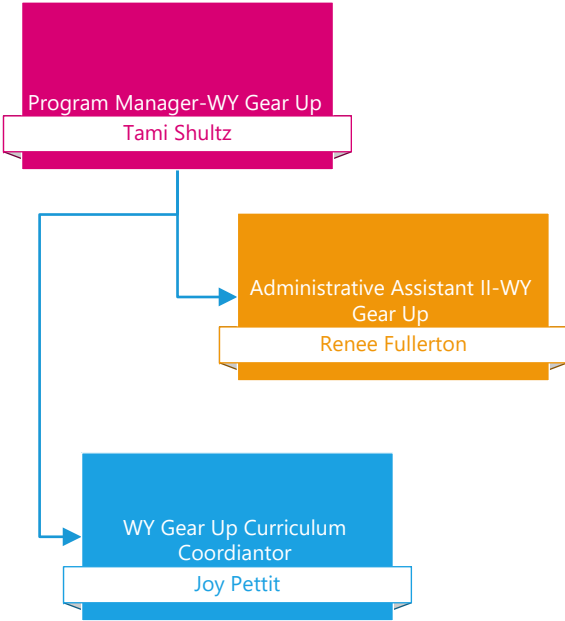 Program Manager-WY Gear Up
Tami Shultz
Administrative Assistant II-WY
Gear Up
Renee Fullerton
WY Gear Up Curriculum
Coordiantor
Joy Pettit